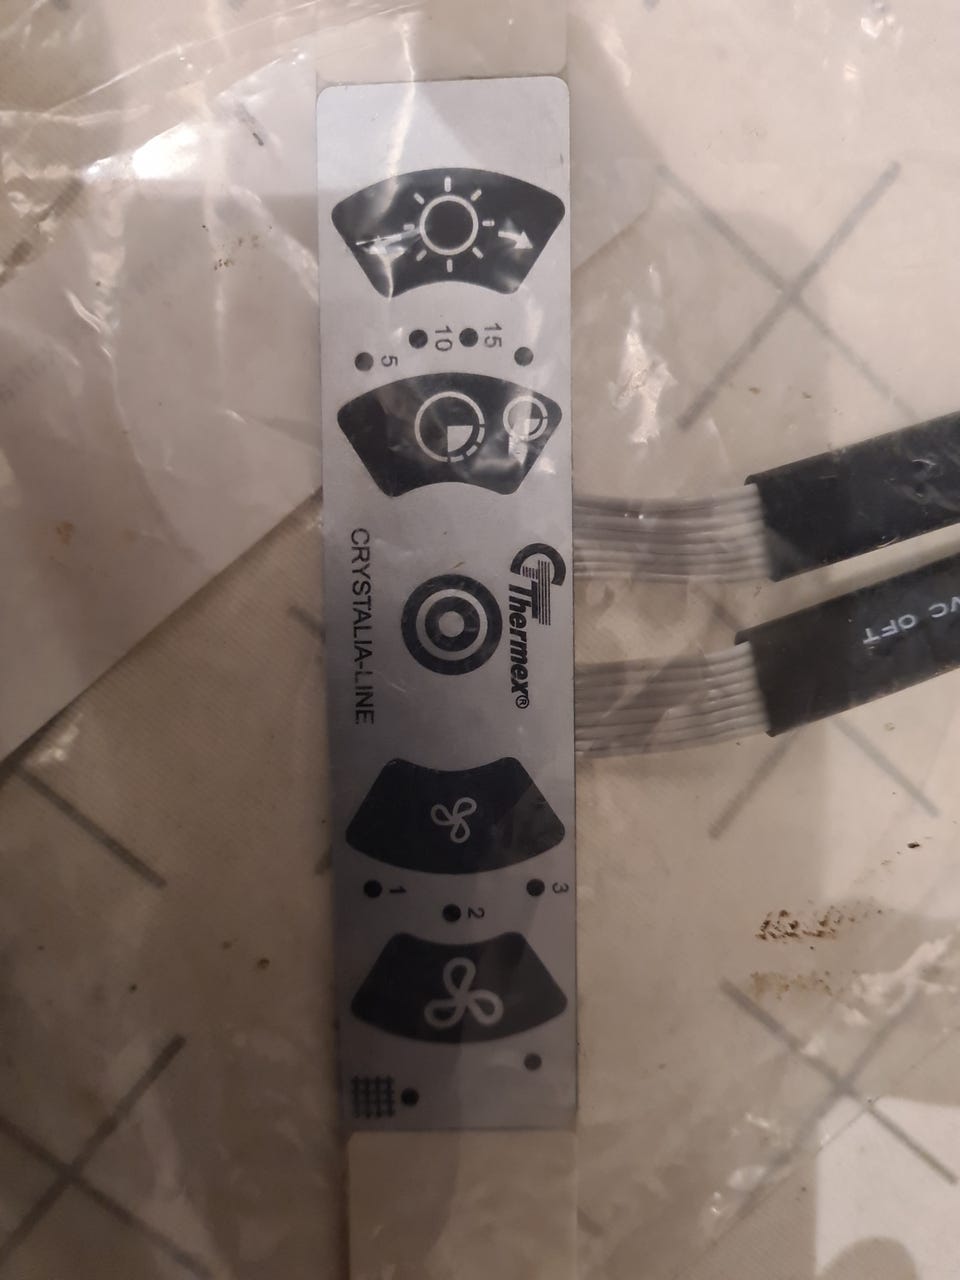 5
10
15
Thermex®
CRYSTALIA-LINE
1
2
3
VC OFT